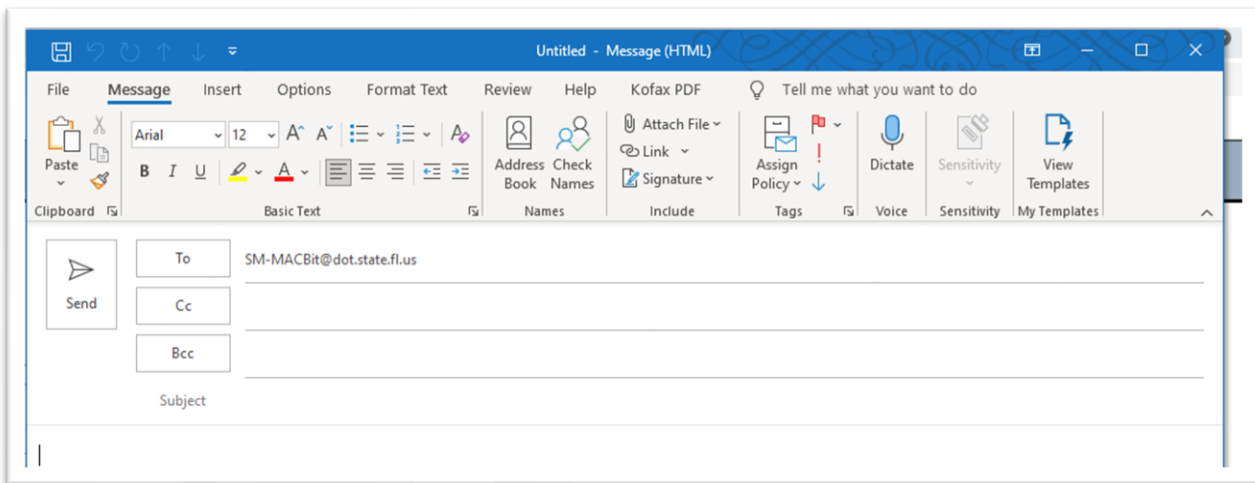 Untitled - Message (HTML)
File Message Insert Options Format Text Review Help Kofax PDF Tell me what you want to do
Paste
Arial 12
Address Book
Check Names
Attach File
Link
Signature
Assign Policy
Dictate
Sensitivity
View Templates
Clipboard Basic Text Names Include Tags Voice Sensitivity My Templates
Send
To SM-MACBit@dot.state.fl.us
Cc
Bcc
Subject